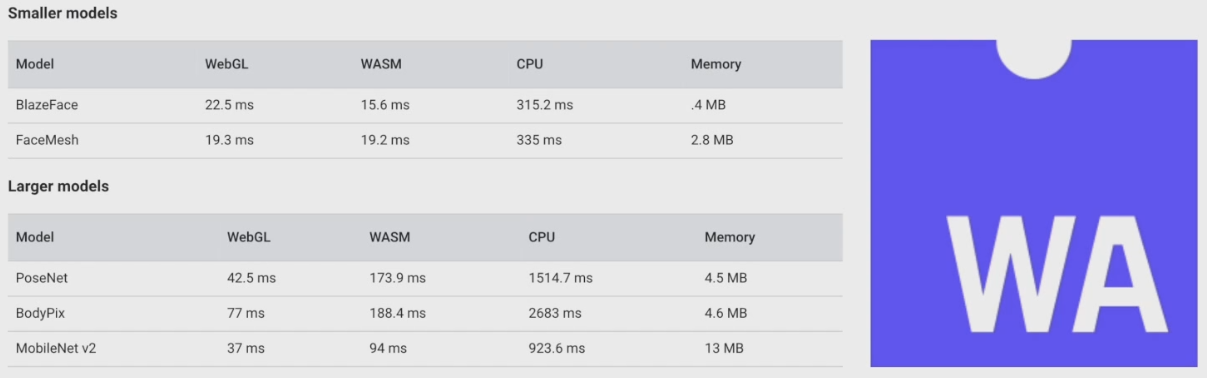 Smaller models
Model WebGL WASM CPU Memory
BlazeFace 22.5 ms 15.6 ms 315.2 ms .4 MB
FaceMesh 19.3 ms 19.2 ms 335 ms 2.8 MB
Larger models
Model WebGL WASM CPU Memory
PoseNet 42.5 ms 173.9 ms 1514.7 ms 4.5 MB
BodyPix 77 ms 188.4 ms 2683 ms 4.6 MB
MobileNet v2 37 ms 94 ms 923.6 ms 13 MB
WA